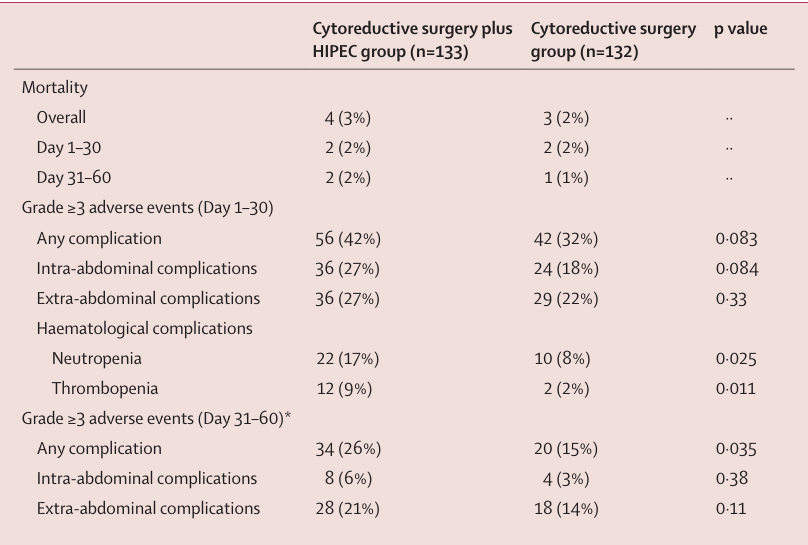 Cytoreductive surgery plus HIPEC group (n=133) Cytoreductive surgery group (n=132) p value
Mortality
Overall 4 (3%) 3 (2%) ··
Day 1–30 2 (2%) 2 (2%) ··
Day 31–60 2 (2%) 1 (1%) ··
Grade ≥3 adverse events (Day 1–30)
Any complication 56 (42%) 42 (32%) 0·083
Intra-abdominal complications 36 (27%) 24 (18%) 0·084
Extra-abdominal complications 36 (27%) 29 (22%) 0·33
Haematological complications
Neutropenia 22 (17%) 10 (8%) 0·025
Thrombopenia 12 (9%) 2 (2%) 0·011
Grade ≥3 adverse events (Day 31–60)*
Any complication 34 (26%) 20 (15%) 0·035
Intra-abdominal complications 8 (6%) 4 (3%) 0·38
Extra-abdominal complications 28 (21%) 18 (14%) 0·11